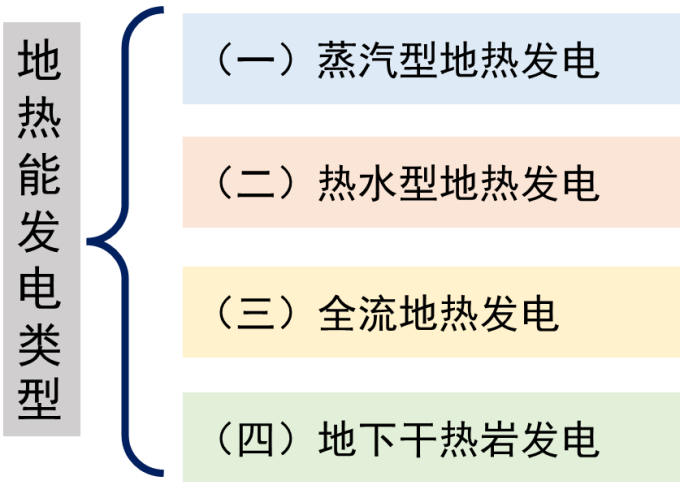 地热能发电类型
（一）蒸汽型地热发电
（二）热水型地热发电
（三）全流地热发电
（四）地下干热岩发电